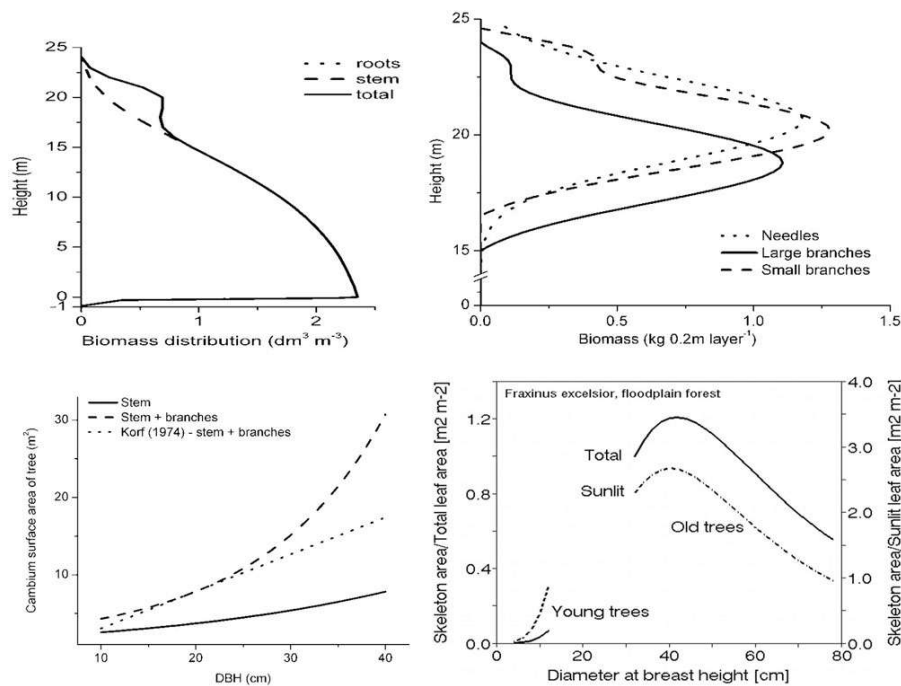 25
20
15
10
5
0
-1
Height (m)
roots
stem
total
0
1
2
Biomass distribution (dm³ m⁻³)
25
20
15
0
Height (m)
Needles
Large branches
Small branches
0.0
0.5
1.0
1.5
Biomass (kg 0.2m layer⁻¹)
Stem
Stem + branches
Korf (1974) - stem + branches
30
20
10
5
Cambium surface area of tree (m²)
10
20
30
40
DBH (cm)
Fraxinus excelsior, floodplain forest
Skeleton area/Total leaf area [m2 m-2]
1.2
0.8
0.4
0.0
Total
Sunlit
Old trees
Young trees
4.0
3.0
2.0
1.0
0.0
Skeleton area/Sunlit leaf area [m2 m-2]
0
10
20
30
40
50
60
70
80
Diameter at breast height [cm]